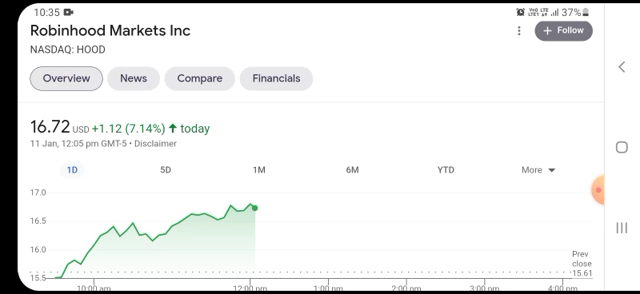 10:35
37%
Robinhood Markets Inc
+ Follow
NASDAQ: HOOD
Overview
News
Compare
Financials
16.72 USD +1.12 (7.14%) today
11 Jan, 12:05 pm GMT-5 • Disclaimer
1D
5D
1M
6M
YTD
More
17.0
16.5
16.0
15.5
Prev
close
15.61
10:00 am
12:00 pm
1:00 pm
2:00 pm
3:00 pm
4:00 pm